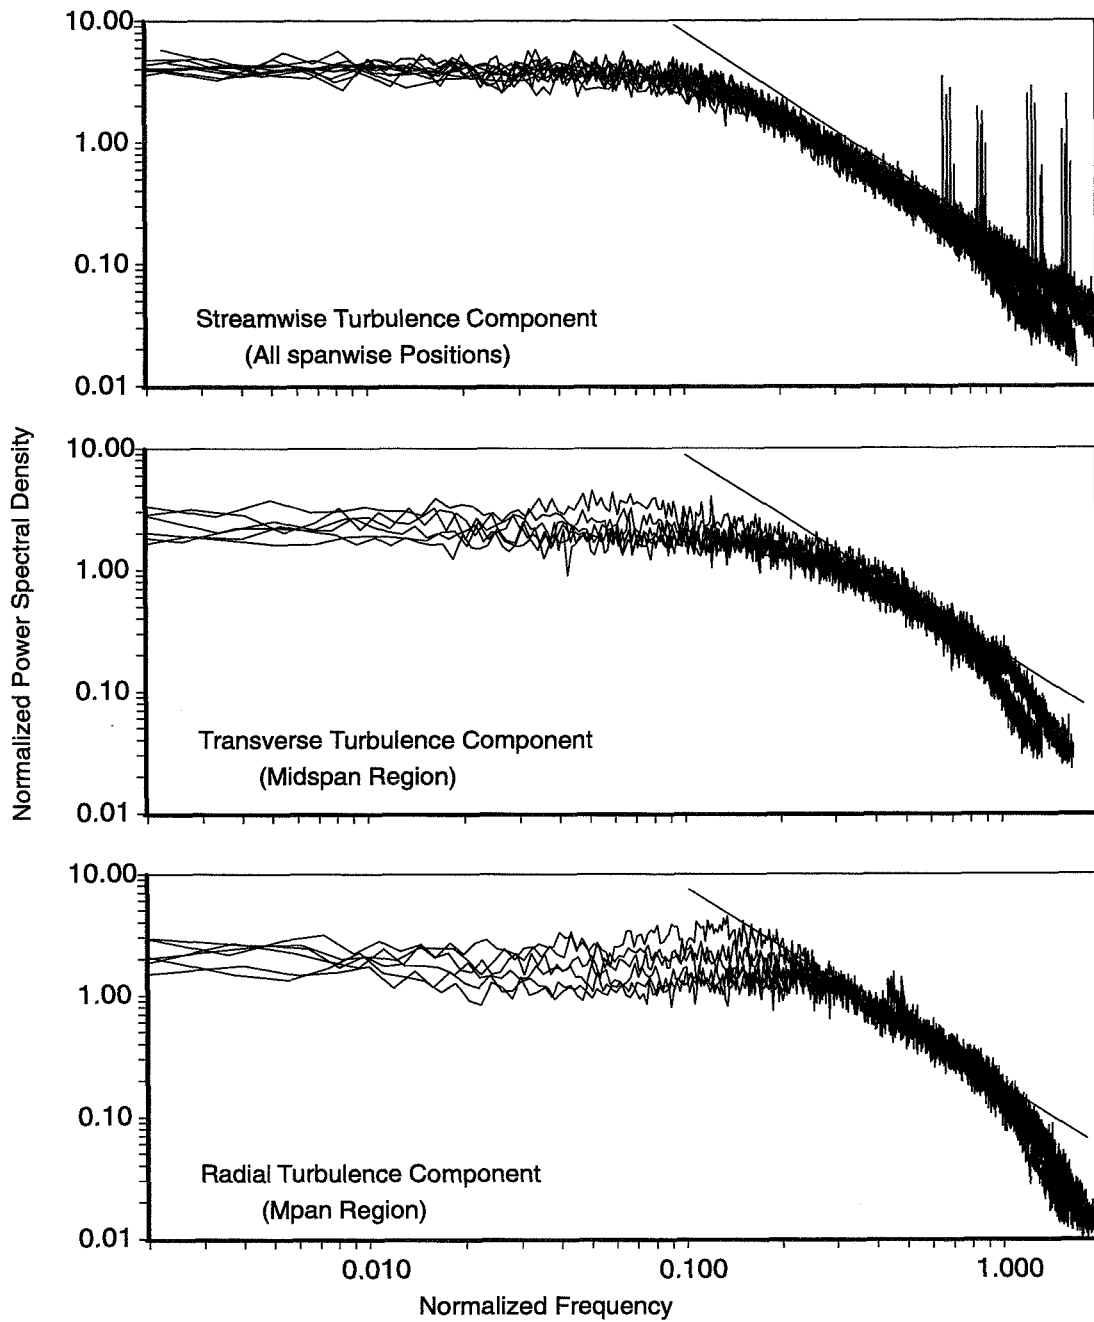 10.00
1.00
0.10
0.01
Streamwise Turbulence Component
(All spanwise Positions)
Normalized Power Spectral Density
10.00
1.00
0.10
0.01
Transverse Turbulence Component
(Midspan Region)
10.00
1.00
0.10
0.01
Radial Turbulence Component
(Mpan Region)
0.010
0.100
1.000
Normalized Frequency